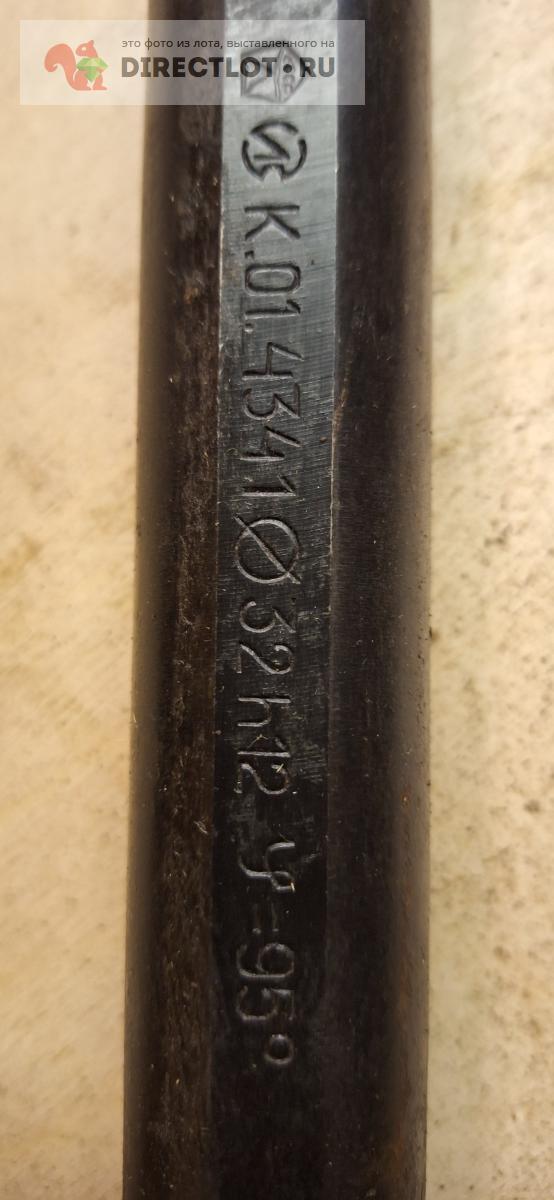 это фото из лота, выставленного на
DIRECTLOT.RU
К.01.4341 Ø 32 h12 φ=95°